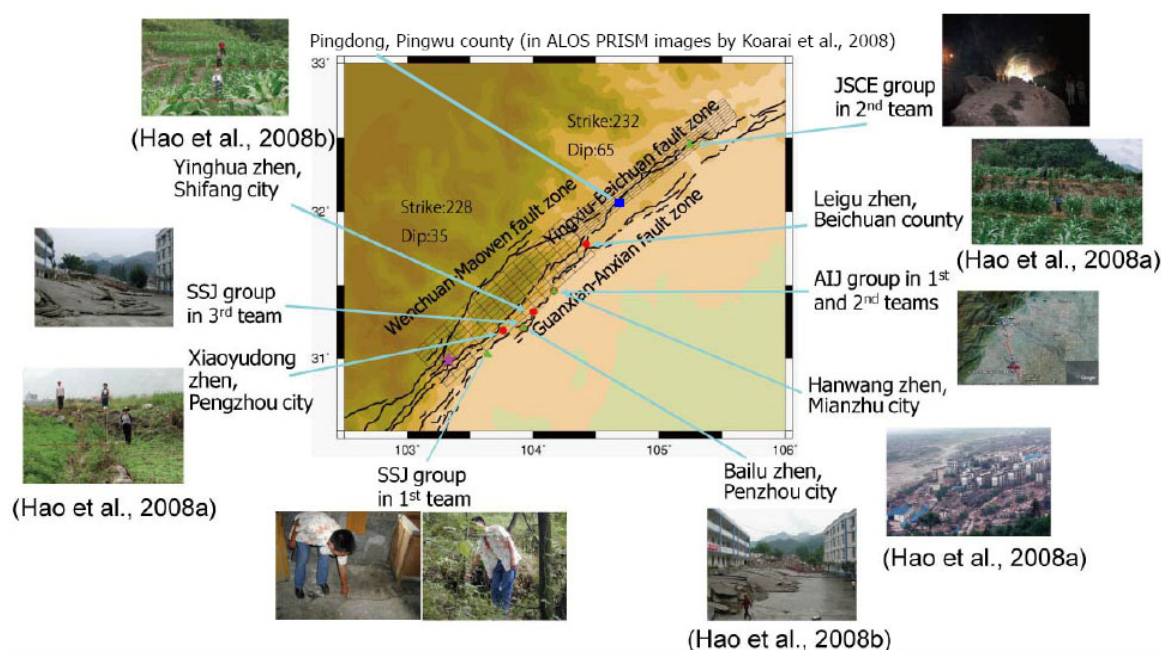 Pingdong, Pingwu county (in ALOS PRISM images by Koarai et al., 2008)
33°
JSCE group
in 2nd team
(Hao et al., 2008b)
Yinghua zhen,
Shifang city
Strike:232
Dip:65
Yingxiu-Beichuan fault zone
Leigu zhen,
Beichuan county
(Hao et al., 2008a)
32°
Strike:228
Dip:35
Wenchuan-Maowen fault zone
Guanxian-Anxian fault zone
SSJ group
in 3rd team
AIJ group in 1st
and 2nd teams
31°
Xiaoyudong
zhen,
Pengzhou city
Hanwang zhen,
Mianzhu city
103°
104°
105°
106°
(Hao et al., 2008a)
SSJ group
in 1st team
Bailu zhen,
Penzhou city
(Hao et al., 2008a)
(Hao et al., 2008b)